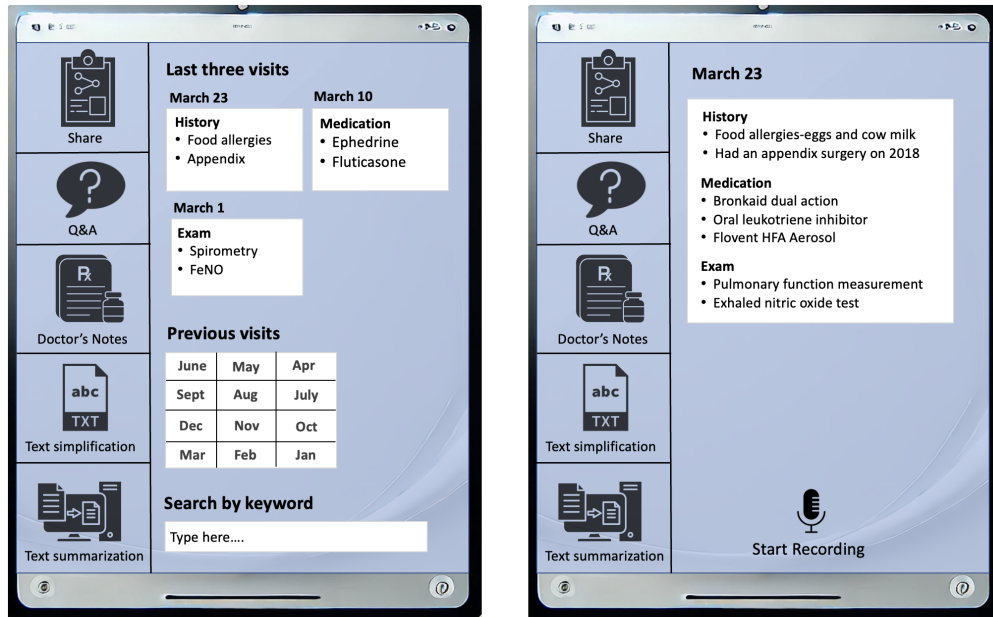 Share
Q&A
Rx
Doctor's Notes
abc
TXT
Text simplification
Text summarization
Last three visits
March 23
History
• Food allergies
• Appendix
March 10
Medication
• Ephedrine
• Fluticasone
March 1
Exam
• Spirometry
• FeNO
Previous visits
June May Apr
Sept Aug July
Dec Nov Oct
Mar Feb Jan
Search by keyword
Type here....
Share
Q&A
Rx
Doctor's Notes
abc
TXT
Text simplification
Text summarization
March 23
History
• Food allergies-eggs and cow milk
• Had an appendix surgery on 2018
Medication
• Bronkaid dual action
• Oral leukotriene inhibitor
• Flovent HFA Aerosol
Exam
• Pulmonary function measurement
• Exhaled nitric oxide test
Start Recording